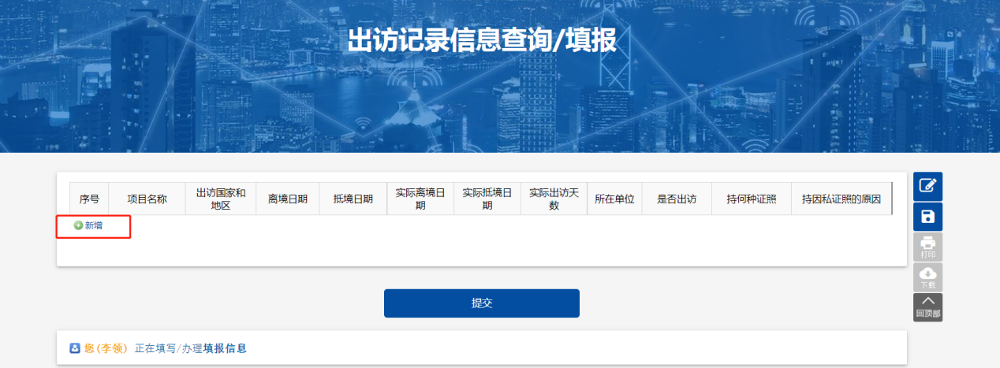 出访记录信息查询/填报
序号 项目名称 出访国家和地区 离境日期 抵境日期 实际离境日期 实际抵境日期 实际出访天数 所在单位 是否出访 持何种证照 持因私证照的原因
新增
打印
下载
回顶部
提交
您(李领) 正在填写/办理填报信息